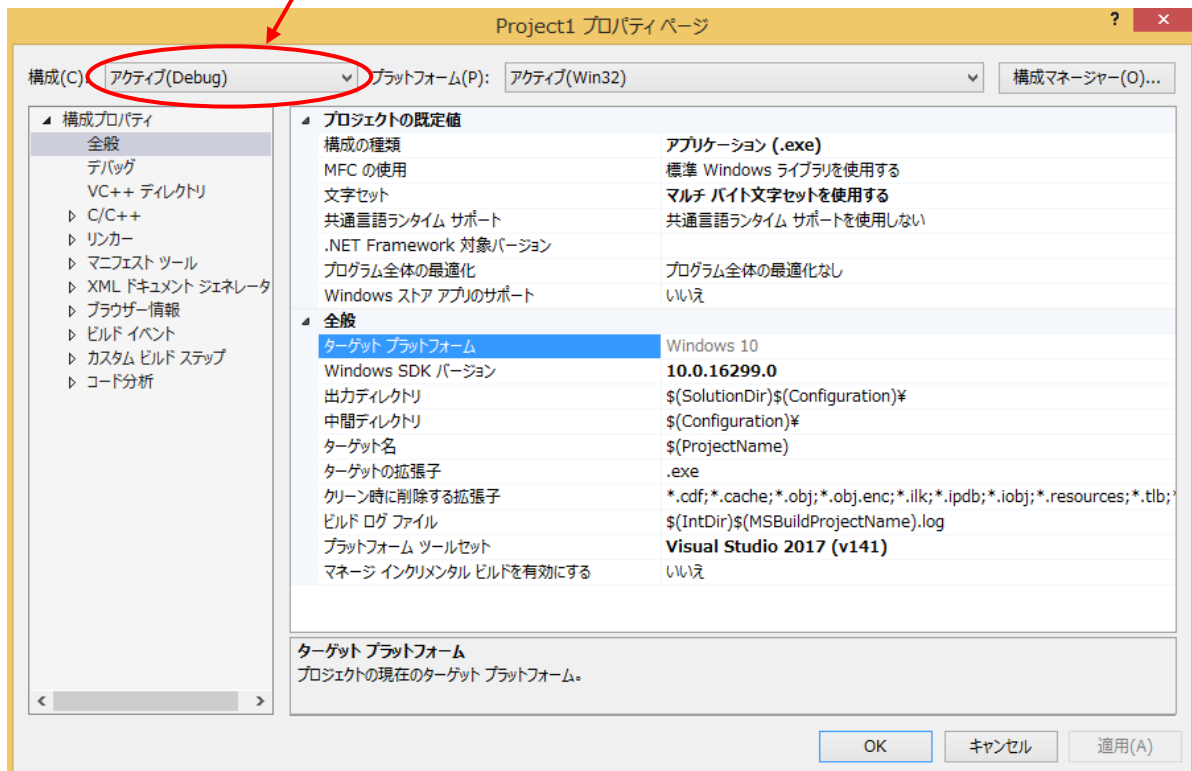 Project1 プロパティ ページ
? ×
構成(C): アクティブ(Debug) プラットフォーム(P): アクティブ(Win32) 構成マネージャー(O)...
構成プロパティ
全般
デバッグ
VC++ ディレクトリ
C/C++
リンカー
マニフェスト ツール
XML ドキュメント ジェネレータ
ブラウザー情報
ビルド イベント
カスタム ビルド ステップ
コード分析
プロジェクトの既定値
構成の種類 アプリケーション (.exe)
MFC の使用 標準 Windows ライブラリを使用する
文字セット マルチ バイト文字セットを使用する
共通言語ランタイム サポート 共通言語ランタイム サポートを使用しない
.NET Framework 対象バージョン
プログラム全体の最適化 プログラム全体の最適化なし
Windows ストア アプリのサポート いいえ
全般
ターゲット プラットフォーム Windows 10
Windows SDK バージョン 10.0.16299.0
出力ディレクトリ $(SolutionDir)$(Configuration)¥
中間ディレクトリ $(Configuration)¥
ターゲット名 $(ProjectName)
ターゲットの拡張子 .exe
クリーン時に削除する拡張子 *.cdf;*.cache;*.obj;*.obj.enc;*.ilk;*.ipdb;*.iobj;*.resources;*.tlb;*
ビルド ログ ファイル $(IntDir)$(MSBuildProjectName).log
プラットフォーム ツールセット Visual Studio 2017 (v141)
マネージ インクリメンタル ビルドを有効にする いいえ
ターゲット プラットフォーム
プロジェクトの現在のターゲット プラットフォーム。
OK キャンセル 適用(A)